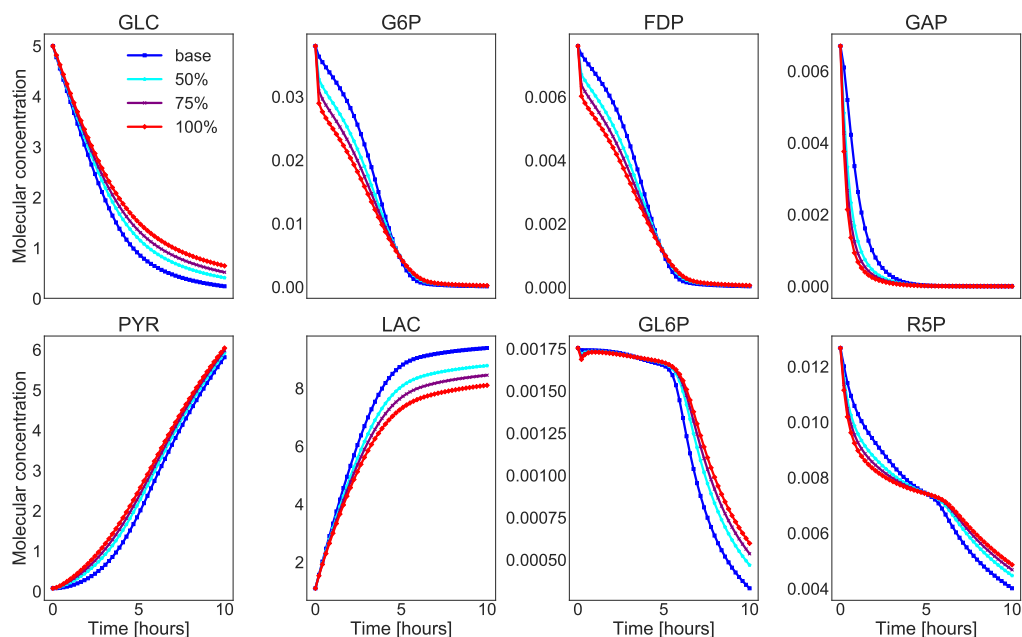 GLC
G6P
FDP
GAP
Molecular concentration
5
4
3
2
1
0
base
50%
75%
100%
0.03
0.02
0.01
0.00
0.006
0.004
0.002
0.000
0.006
0.004
0.002
0.000
PYR
LAC
GL6P
R5P
Molecular concentration
6
5
4
3
2
1
0
8
6
4
2
0.00175
0.00150
0.00125
0.00100
0.00075
0.00050
0.012
0.010
0.008
0.006
0.004
0 5 10
0 5 10
0 5 10
0 5 10
Time [hours]
Time [hours]
Time [hours]
Time [hours]